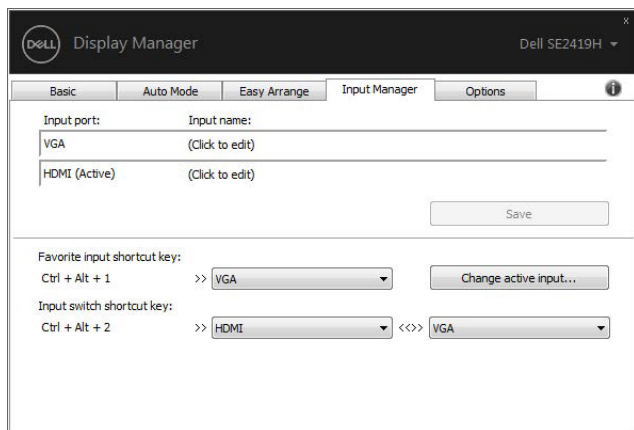 x
DELL Display Manager Dell SE2419H
Basic Auto Mode Easy Arrange Input Manager Options i
Input port: Input name:
VGA (Click to edit)
HDMI (Active) (Click to edit)
Save
Favorite input shortcut key:
Ctrl + Alt + 1 >> VGA Change active input...
Input switch shortcut key:
Ctrl + Alt + 2 >> HDMI <<>> VGA